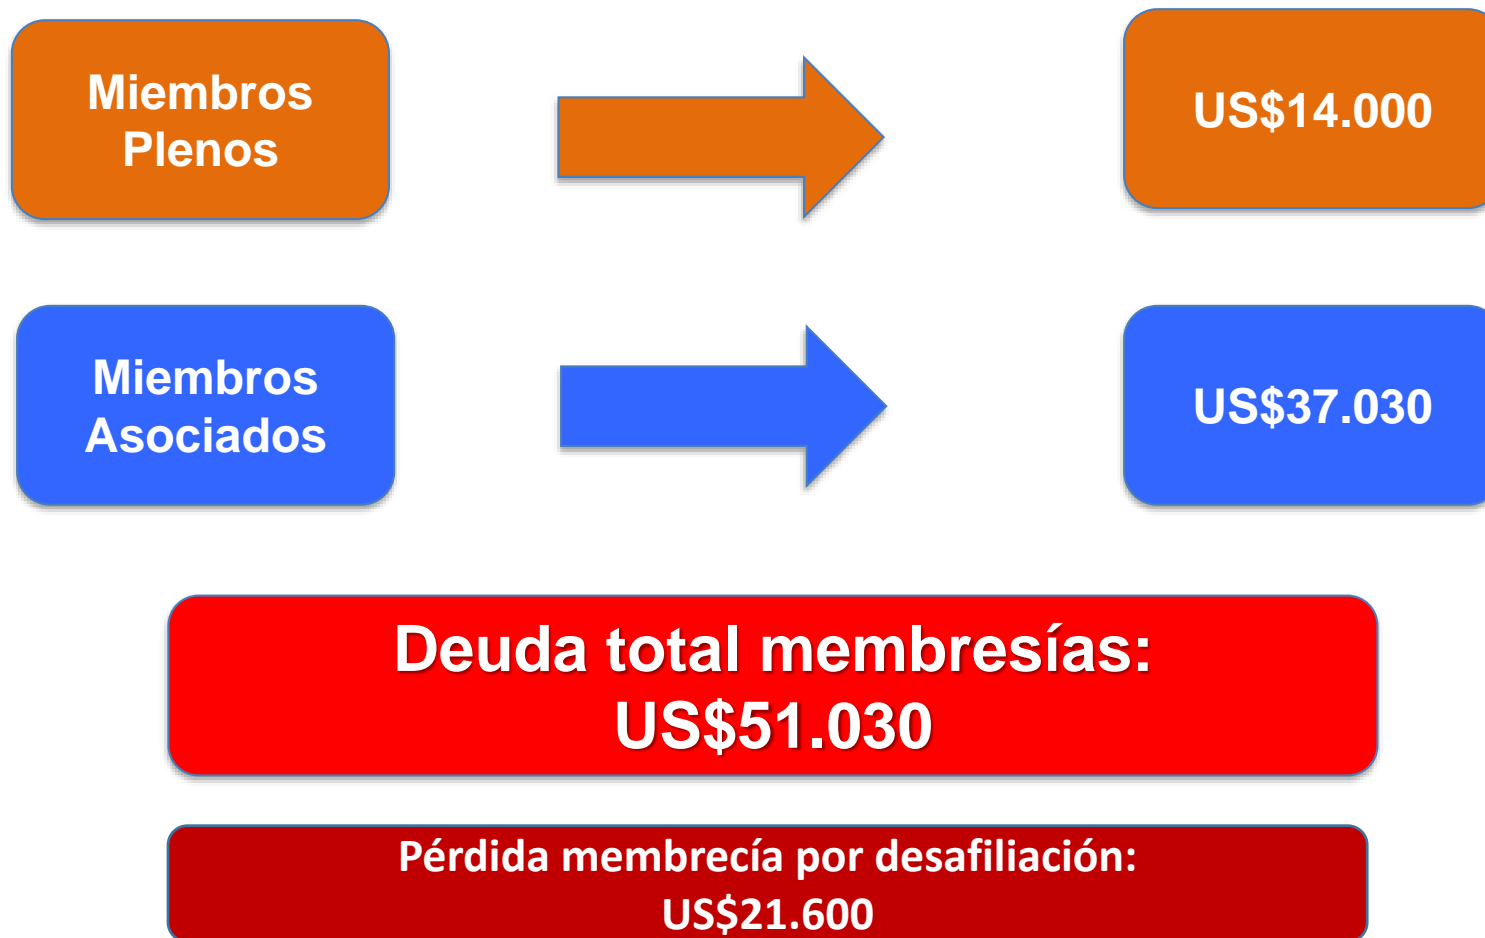 Miembros
Plenos
US$14.000
Miembros
Asociados
US$37.030
Deuda total membresías:
US$51.030
Pérdida membrecía por desafiliación:
US$21.600